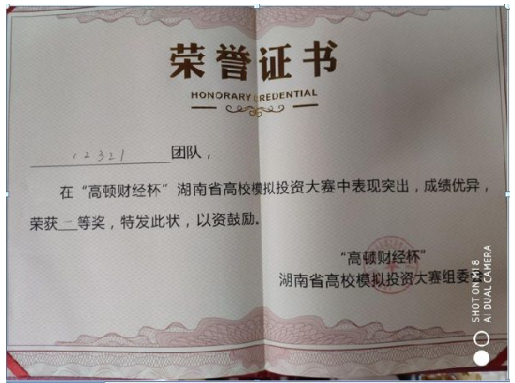 荣誉证书
HONORARY CREDENTIAL
12321 团队,
在“高顿财经杯”湖南省高校模拟投资大赛中表现突出,成绩优异,
荣获二等奖,特发此状,以资鼓励。
“高顿财经杯”
湖南省高校模拟投资大赛组委
SHOT ON MI 8
AI DUAL CAMERA